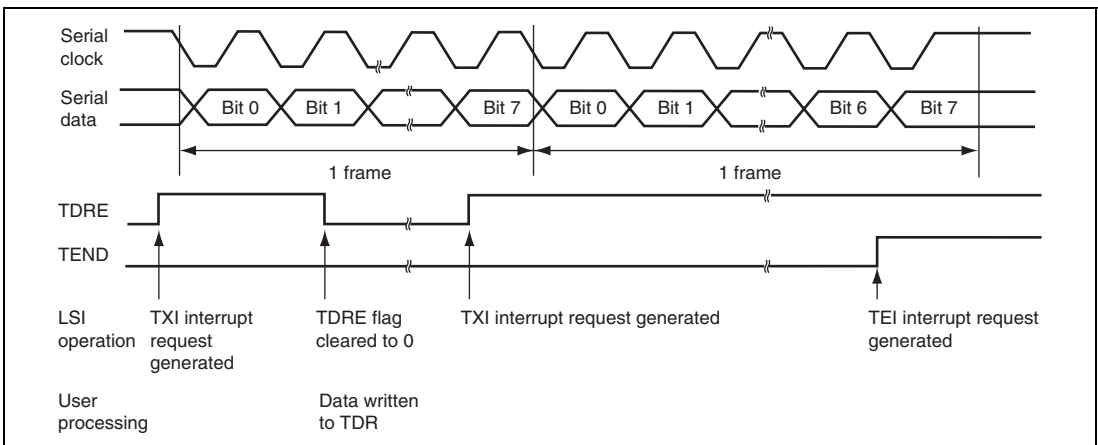 Serial
clock
Serial
data
Bit 0
Bit 1
Bit 7
Bit 0
Bit 1
Bit 6
Bit 7
1 frame
1 frame
TDRE
TEND
LSI
operation
TXI interrupt
request
generated
TDRE flag
cleared to 0
TXI interrupt request generated
TEI interrupt request
generated
User
processing
Data written
to TDR